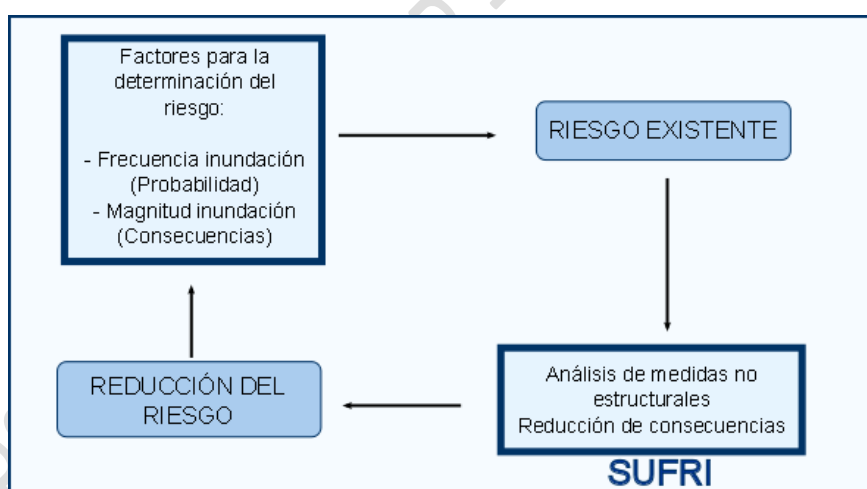 Factores para la
determinación del
riesgo:
- Frecuencia inundación
(Probabilidad)
- Magnitud inundación
(Consecuencias)
RIESGO EXISTENTE
Análisis de medidas no
estructurales
Reducción de consecuencias
SUFRI
REDUCCIÓN DEL
RIESGO